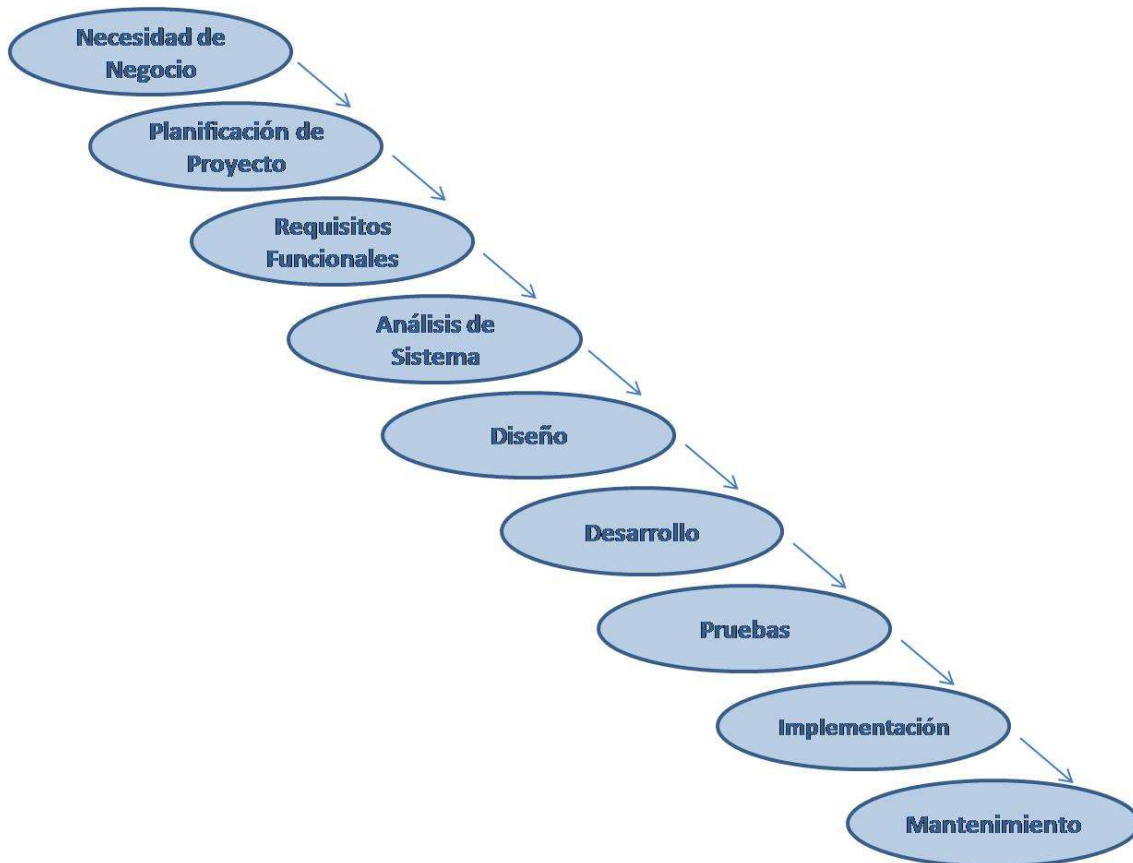 Necesidad de
Negocio
Planificación de
Proyecto
Requisitos
Funcionales
Análisis de
Sistema
Diseño
Desarrollo
Pruebas
Implementación
Mantenimiento